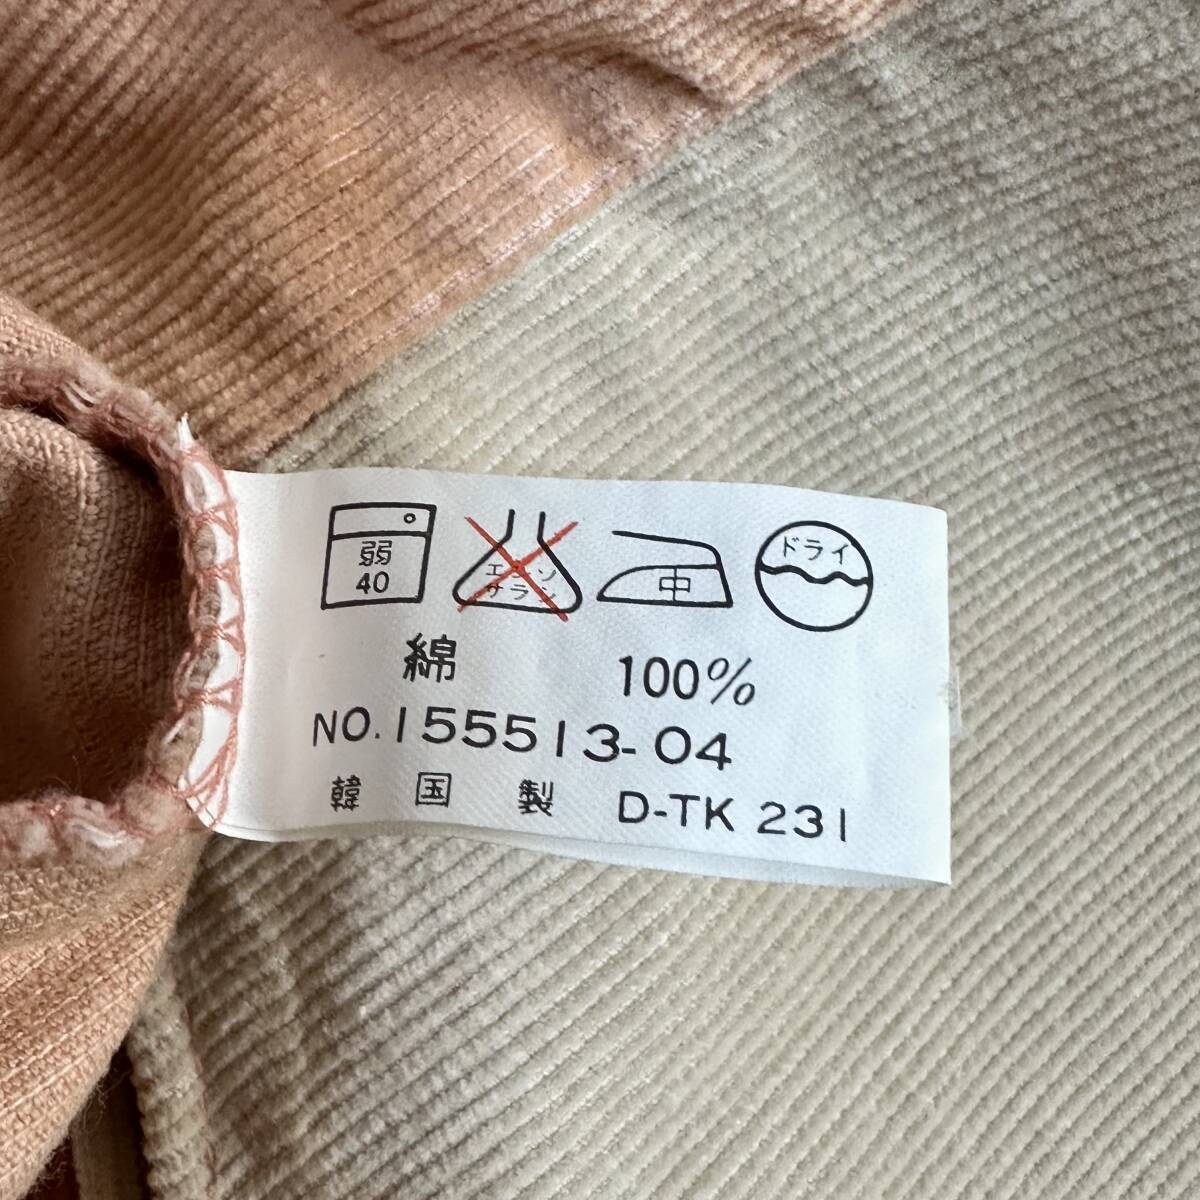 弱 エンソ 中 ドライ
40 サラシ
綿 100%
NO.155513-04
韓国製 D-TK 231